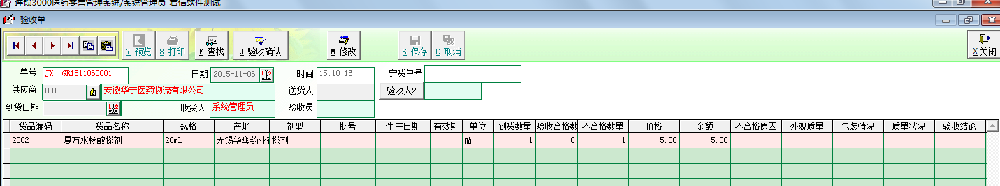 连锁3000医药零售管理系统/系统管理员-君信软件测试
验收单
7.预览 8.打印 F.查找 9.验收确认 M.修改 S.保存 C.取消 X.关闭
单号 JX..GR1511060001 日期 2015-11-06 时间 15:10:16 定货单号
供应商 001 安徽华宁医药物流有限公司 送货人 验收人2
到货日期 - - 收货人 系统管理员 验收员
货品编码 货品名称 规格 产地 剂型 批号 生产日期 有效期 单位 到货数量 验收合格数 不合格数量 价格 金额 不合格原因 外观质量 包装情况 质量状况 验收结论
2002 复方水杨酸搽剂 20ml 无锡华澳药业 搽剂 瓶 1 0 1 5.00 5.00